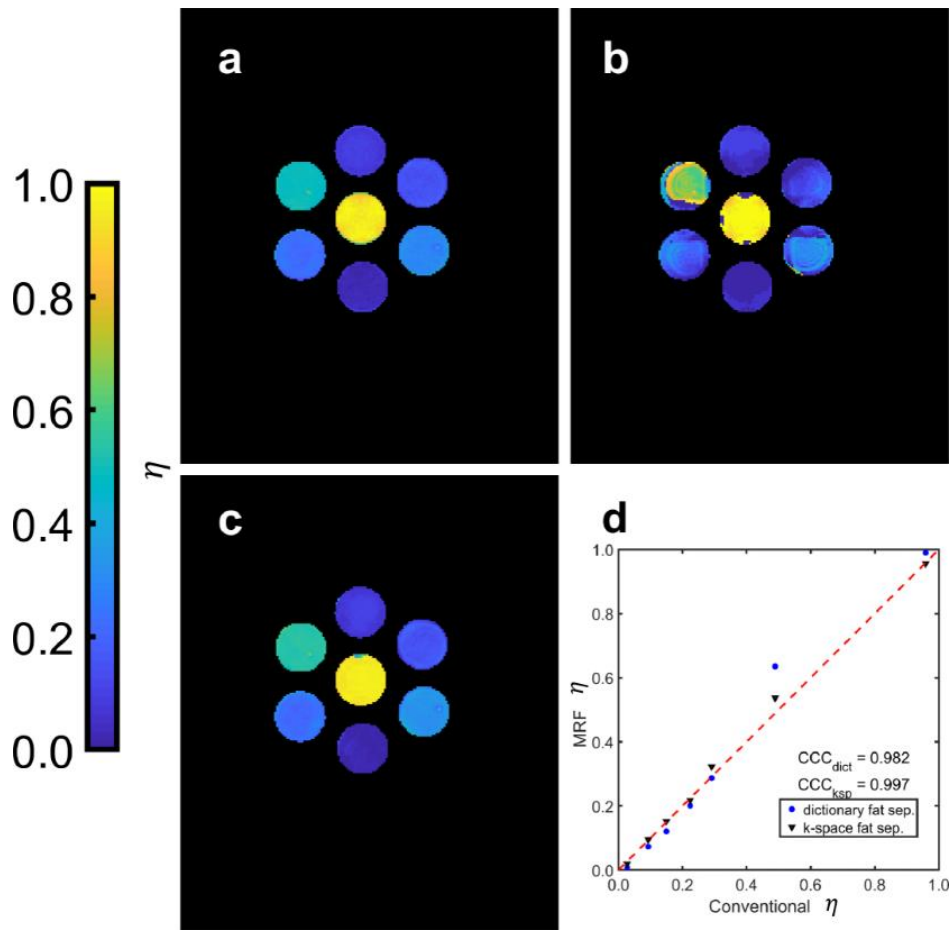 a
b
1.0
0.8
0.6
0.4
0.2
0.0
η
c
d
1.0
0.8
0.6
0.4
0.2
0.0
MRF η
CCC_dict = 0.982
CCC_ksp = 0.997
dictionary fat sep.
k-space fat sep.
0.0 0.2 0.4 0.6 0.8 1.0
Conventional η